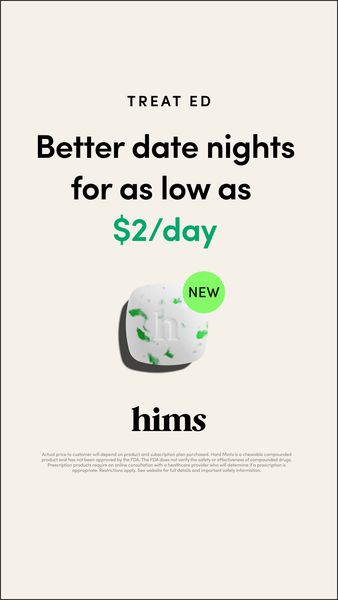 TREAT ED
Better date nights
for as low as
$2/day
NEW
h
hims
Actual price to customer will depend on product and subscription plan purchased. Hard Mints is a chewable compounded
product and has not been approved by the FDA. The FDA does not verify the safety or effectiveness of compounded drugs.
Prescription products require an online consultation with a healthcare provider who will determine if a prescription is
appropriate. Restrictions apply. See website for full details and important safety information.